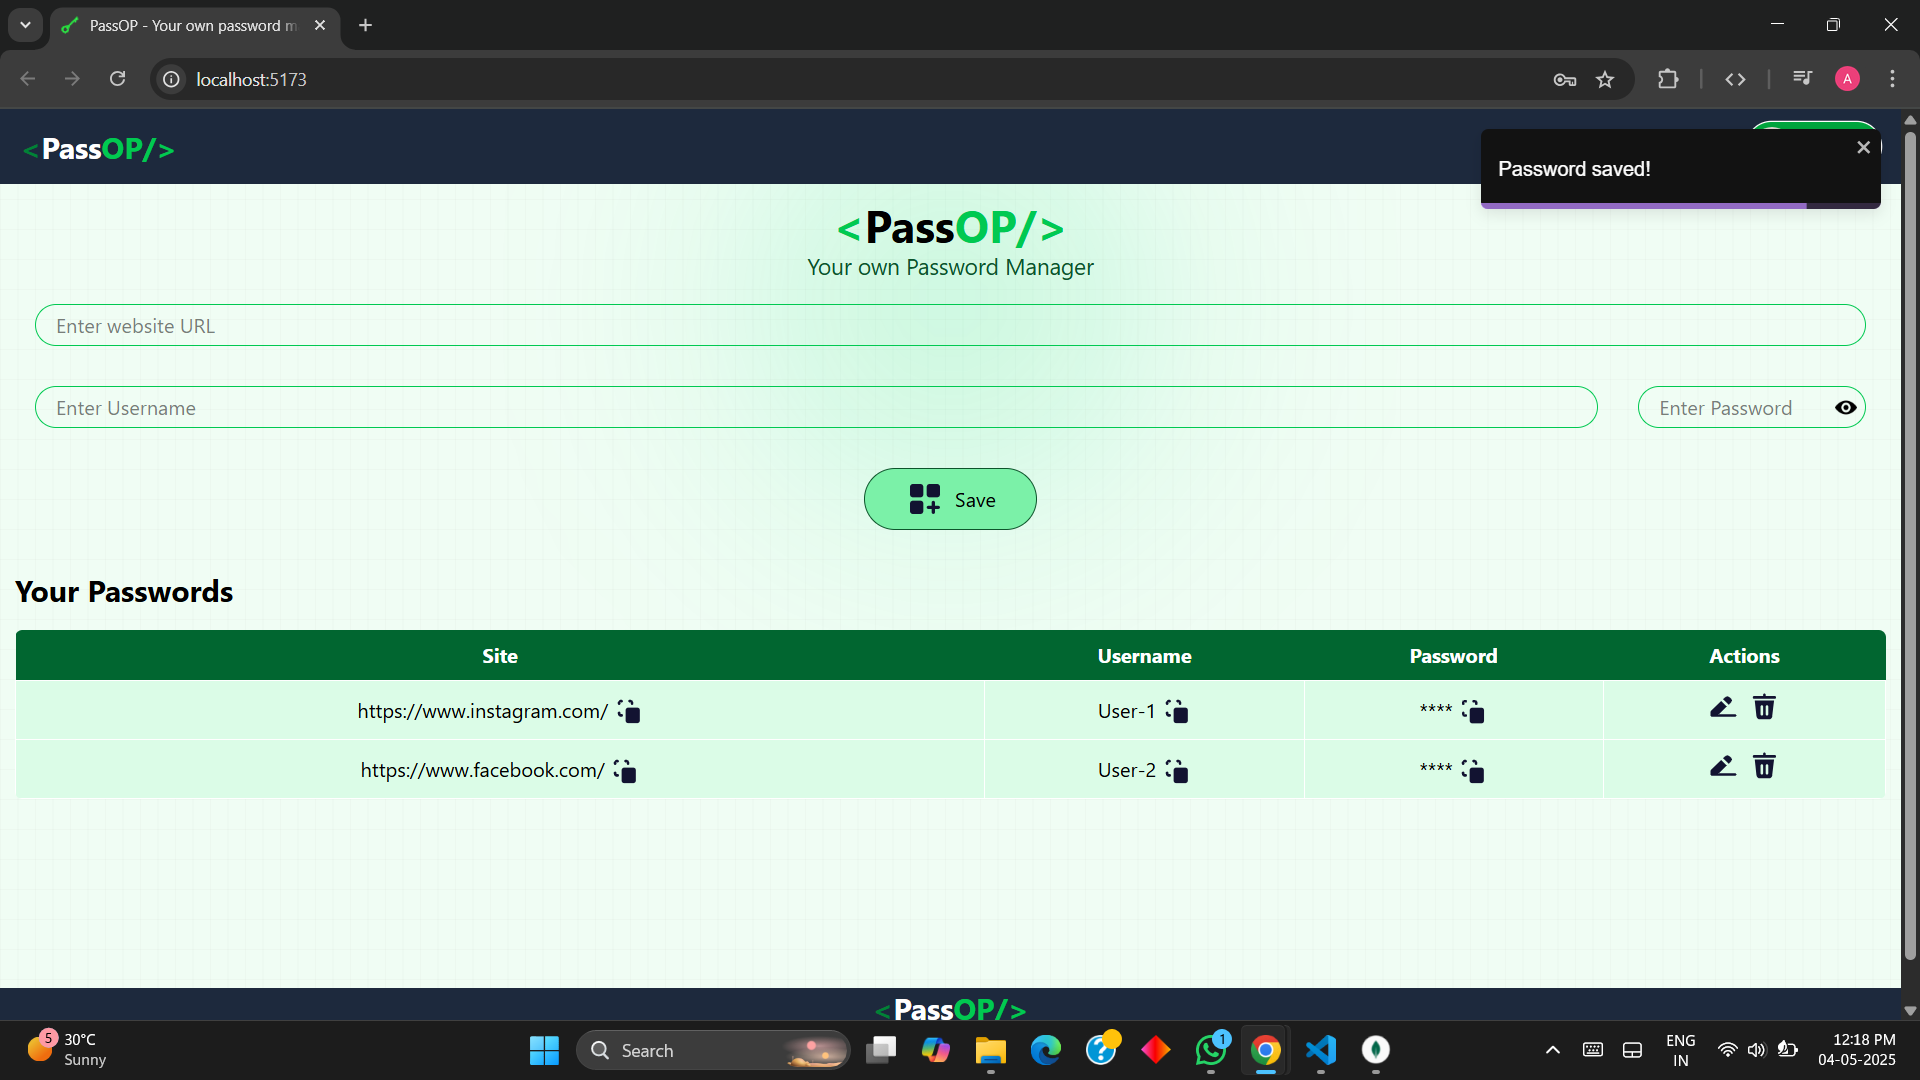 PassOP - Your own password m
localhost:5173
A
<PassOP/>
Password saved!
<PassOP/>
Your own Password Manager
Enter website URL
Enter Username
Enter Password
Save
Your Passwords
Site Username Password Actions
https://www.instagram.com/ User-1 ****
https://www.facebook.com/ User-2 ****
<PassOP/>
5
30°C
Sunny
Search
1
ENG
IN
12:18 PM
04-05-2025